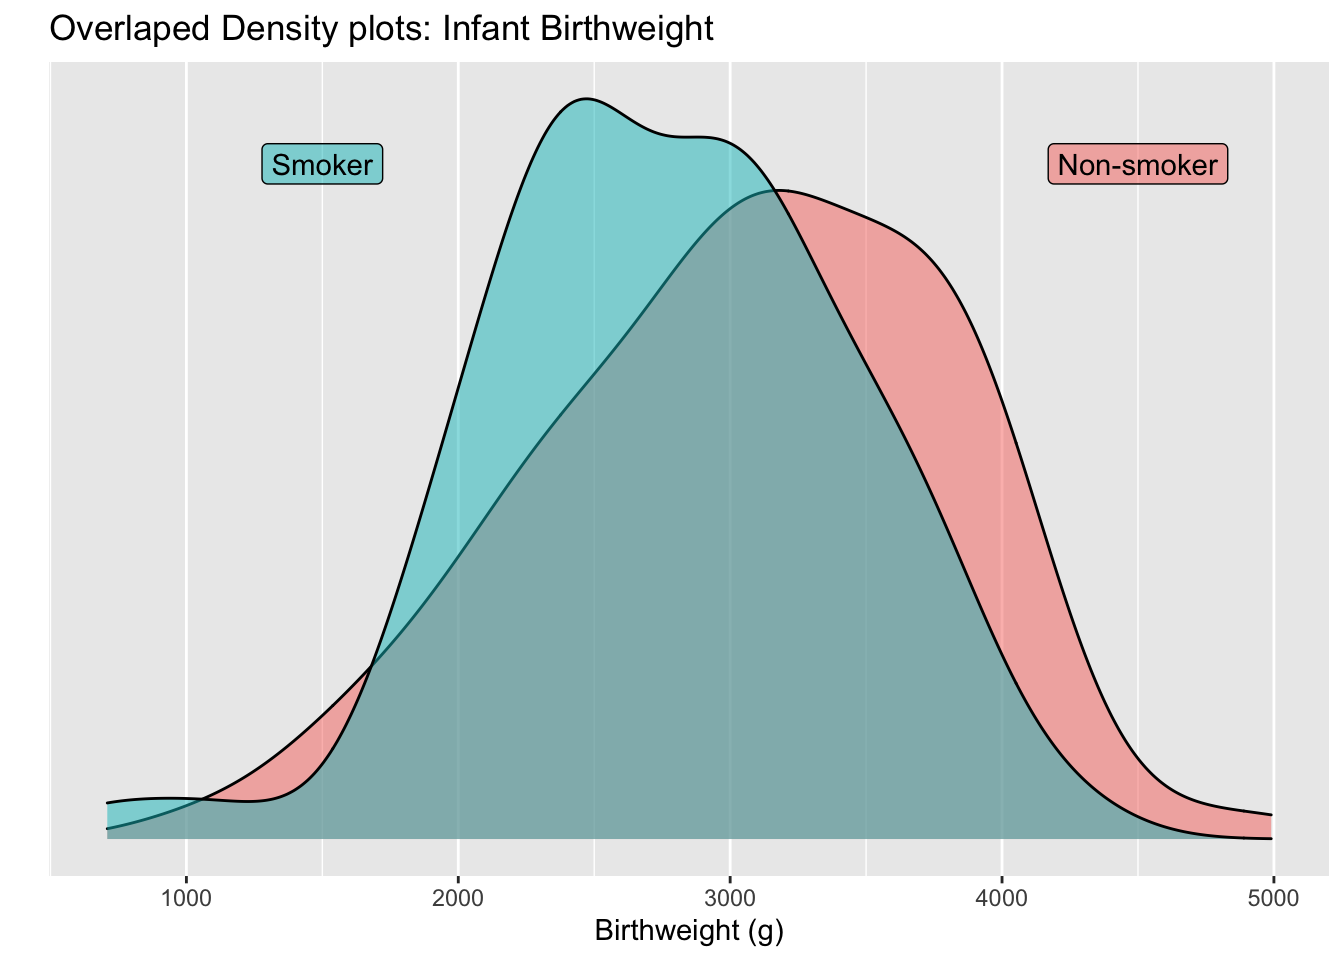 Overlaped Density plots: Infant Birthweight
Smoker
Non-smoker
1000 2000 3000 4000 5000
Birthweight (g)